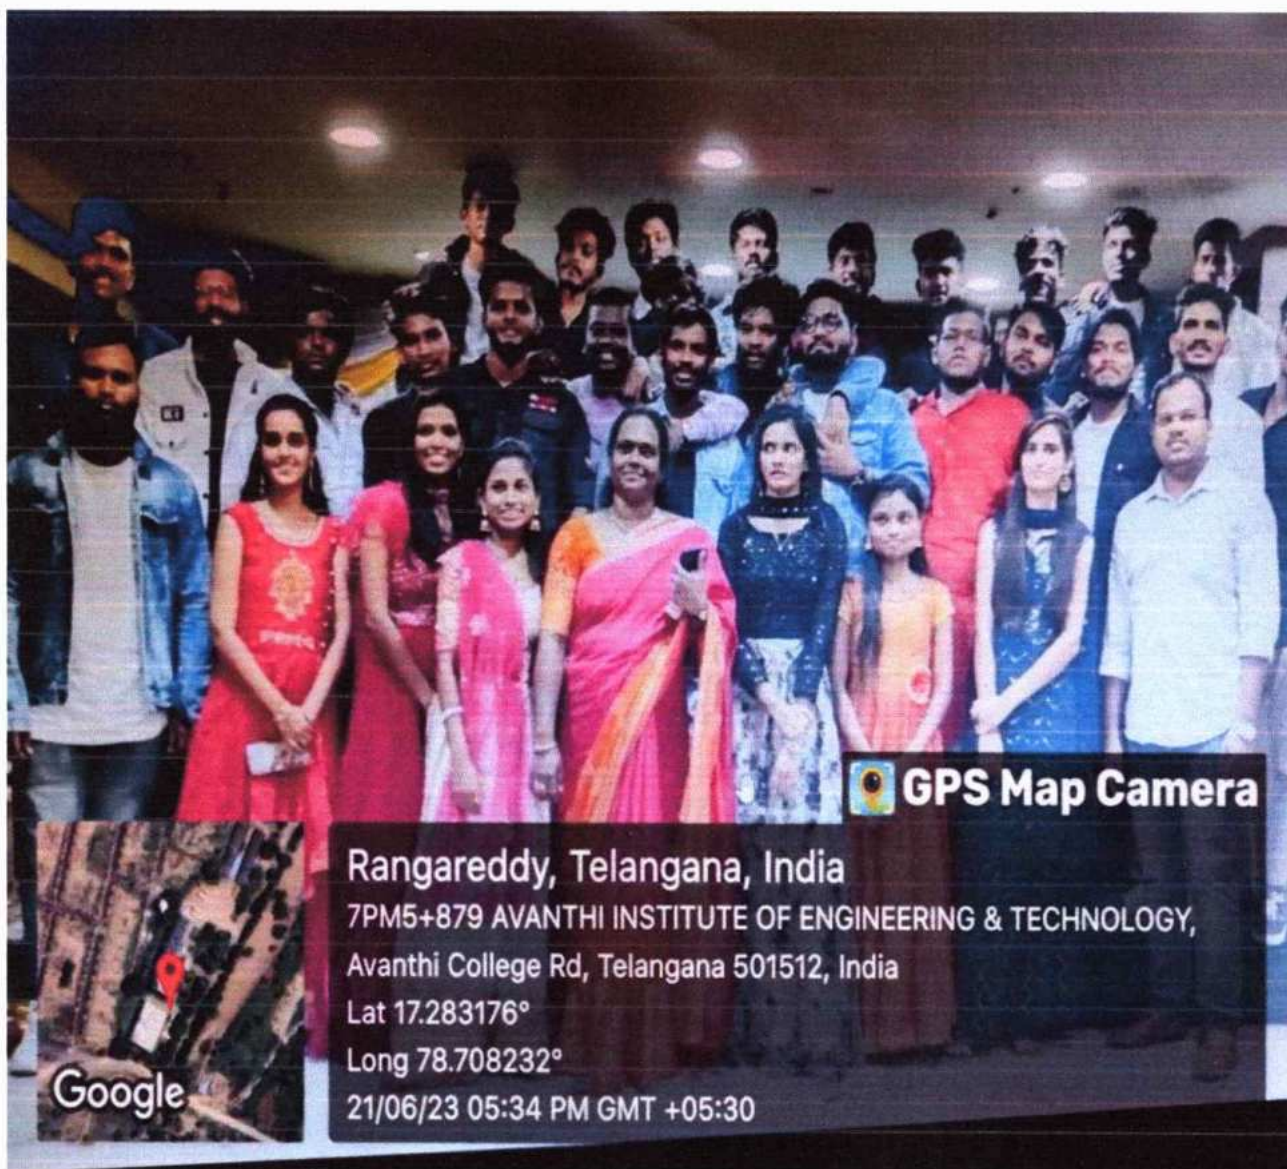 GPS Map Camera
Rangareddy, Telangana, India
7PM5+879 AVANTHI INSTITUTE OF ENGINEERING & TECHNOLOGY,
Avanthi College Rd, Telangana 501512, India
Lat 17.283176°
Long 78.708232°
21/06/23 05:34 PM GMT +05:30
Google